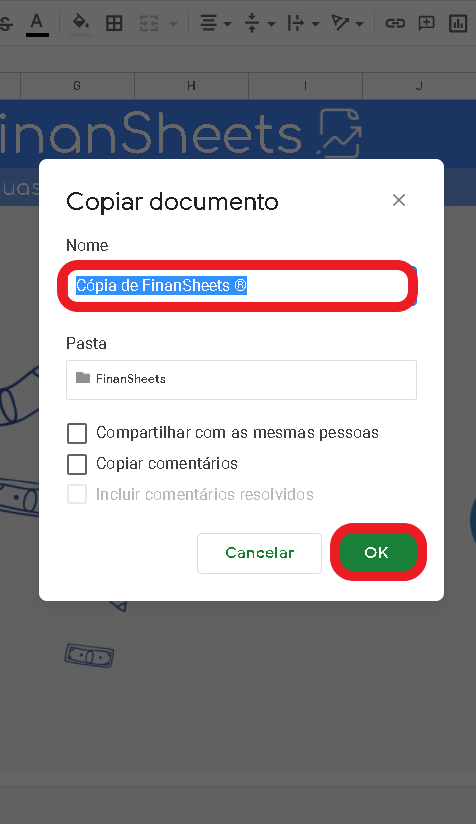 A
G H I J
inanSheets
uas
Copiar documento
Nome
Cópia de FinanSheets ®
Pasta
FinanSheets
Compartilhar com as mesmas pessoas
Copiar comentários
Incluir comentários resolvidos
Cancelar OK